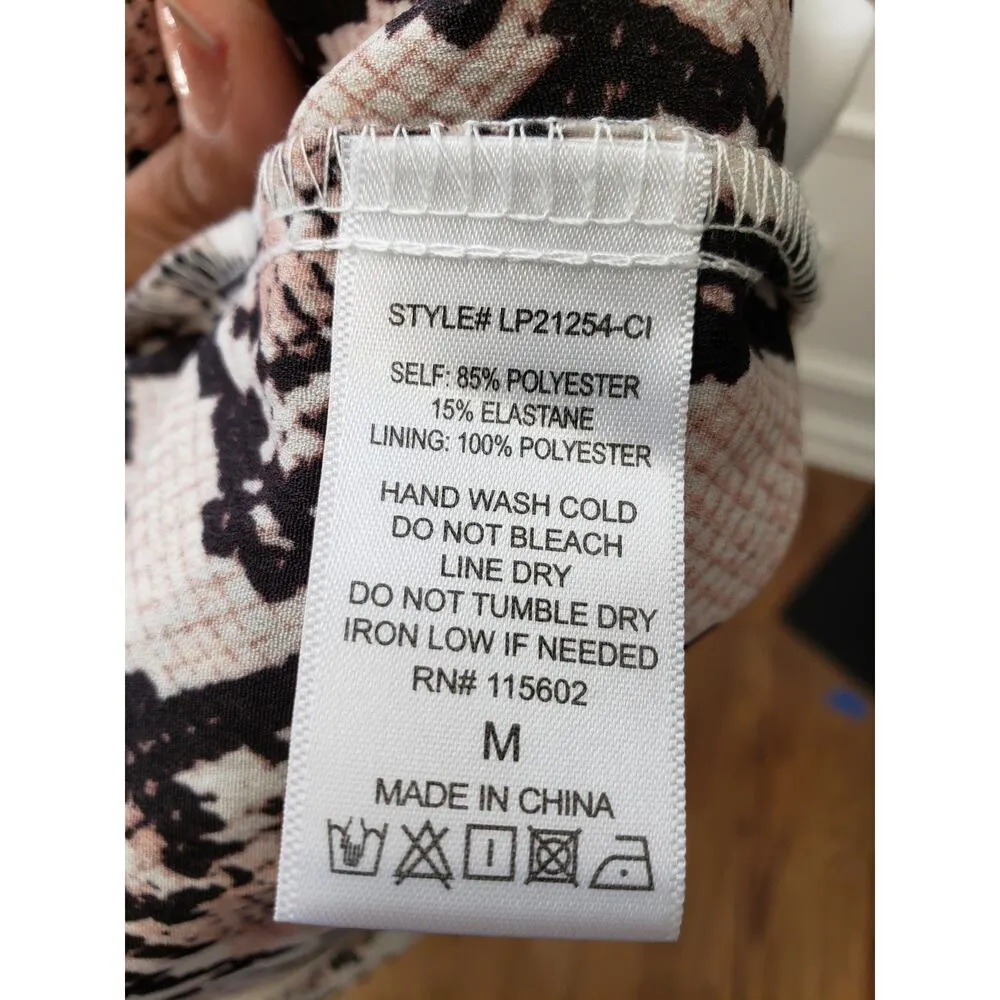 STYLE# LP21254-CI
SELF: 85% POLYESTER
15% ELASTANE
LINING: 100% POLYESTER
HAND WASH COLD
DO NOT BLEACH
LINE DRY
DO NOT TUMBLE DRY
IRON LOW IF NEEDED
RN# 115602
M
MADE IN CHINA